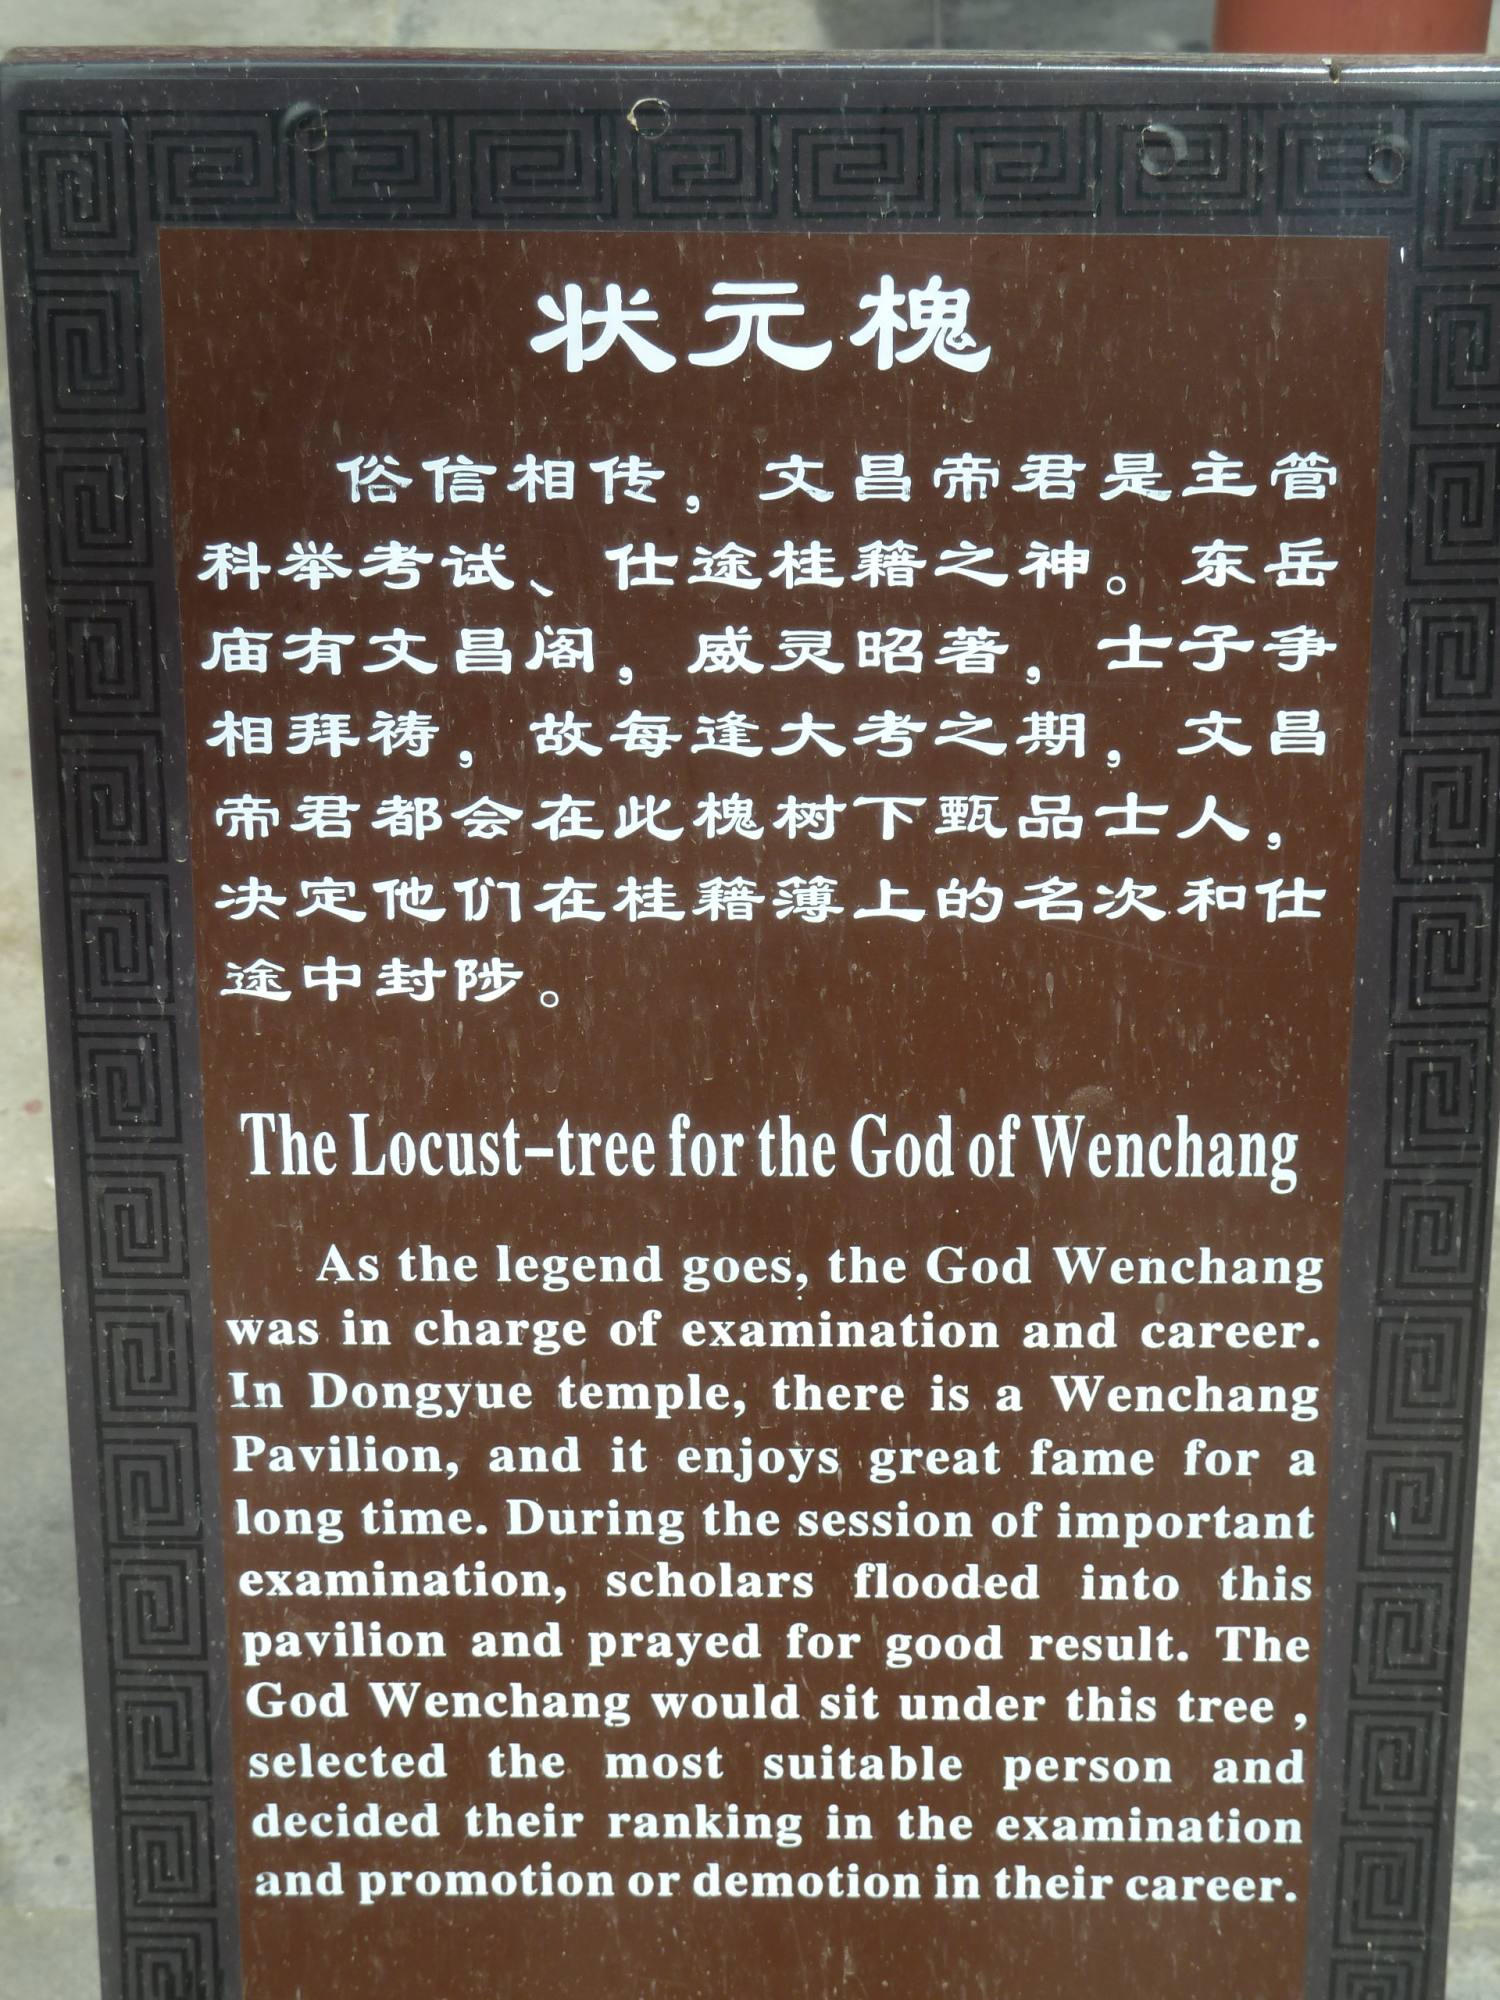 状元槐
俗信相传，文昌帝君是主管
科举考试、仕途桂籍之神。东岳
庙有文昌阁，威灵昭著，士子争
相拜祷，故每逢大考之期，文昌
帝君都会在此槐树下甄品士人，
决定他们在桂籍簿上的名次和仕
途中封陟。
The Locust-tree for the God of Wenchang
As the legend goes, the God Wenchang
was in charge of examination and career.
In Dongyue temple, there is a Wenchang
Pavilion, and it enjoys great fame for a
long time. During the session of important
examination, scholars flooded into this
pavilion and prayed for good result. The
God Wenchang would sit under this tree ,
selected the most suitable person and
decided their ranking in the examination
and promotion or demotion in their career.